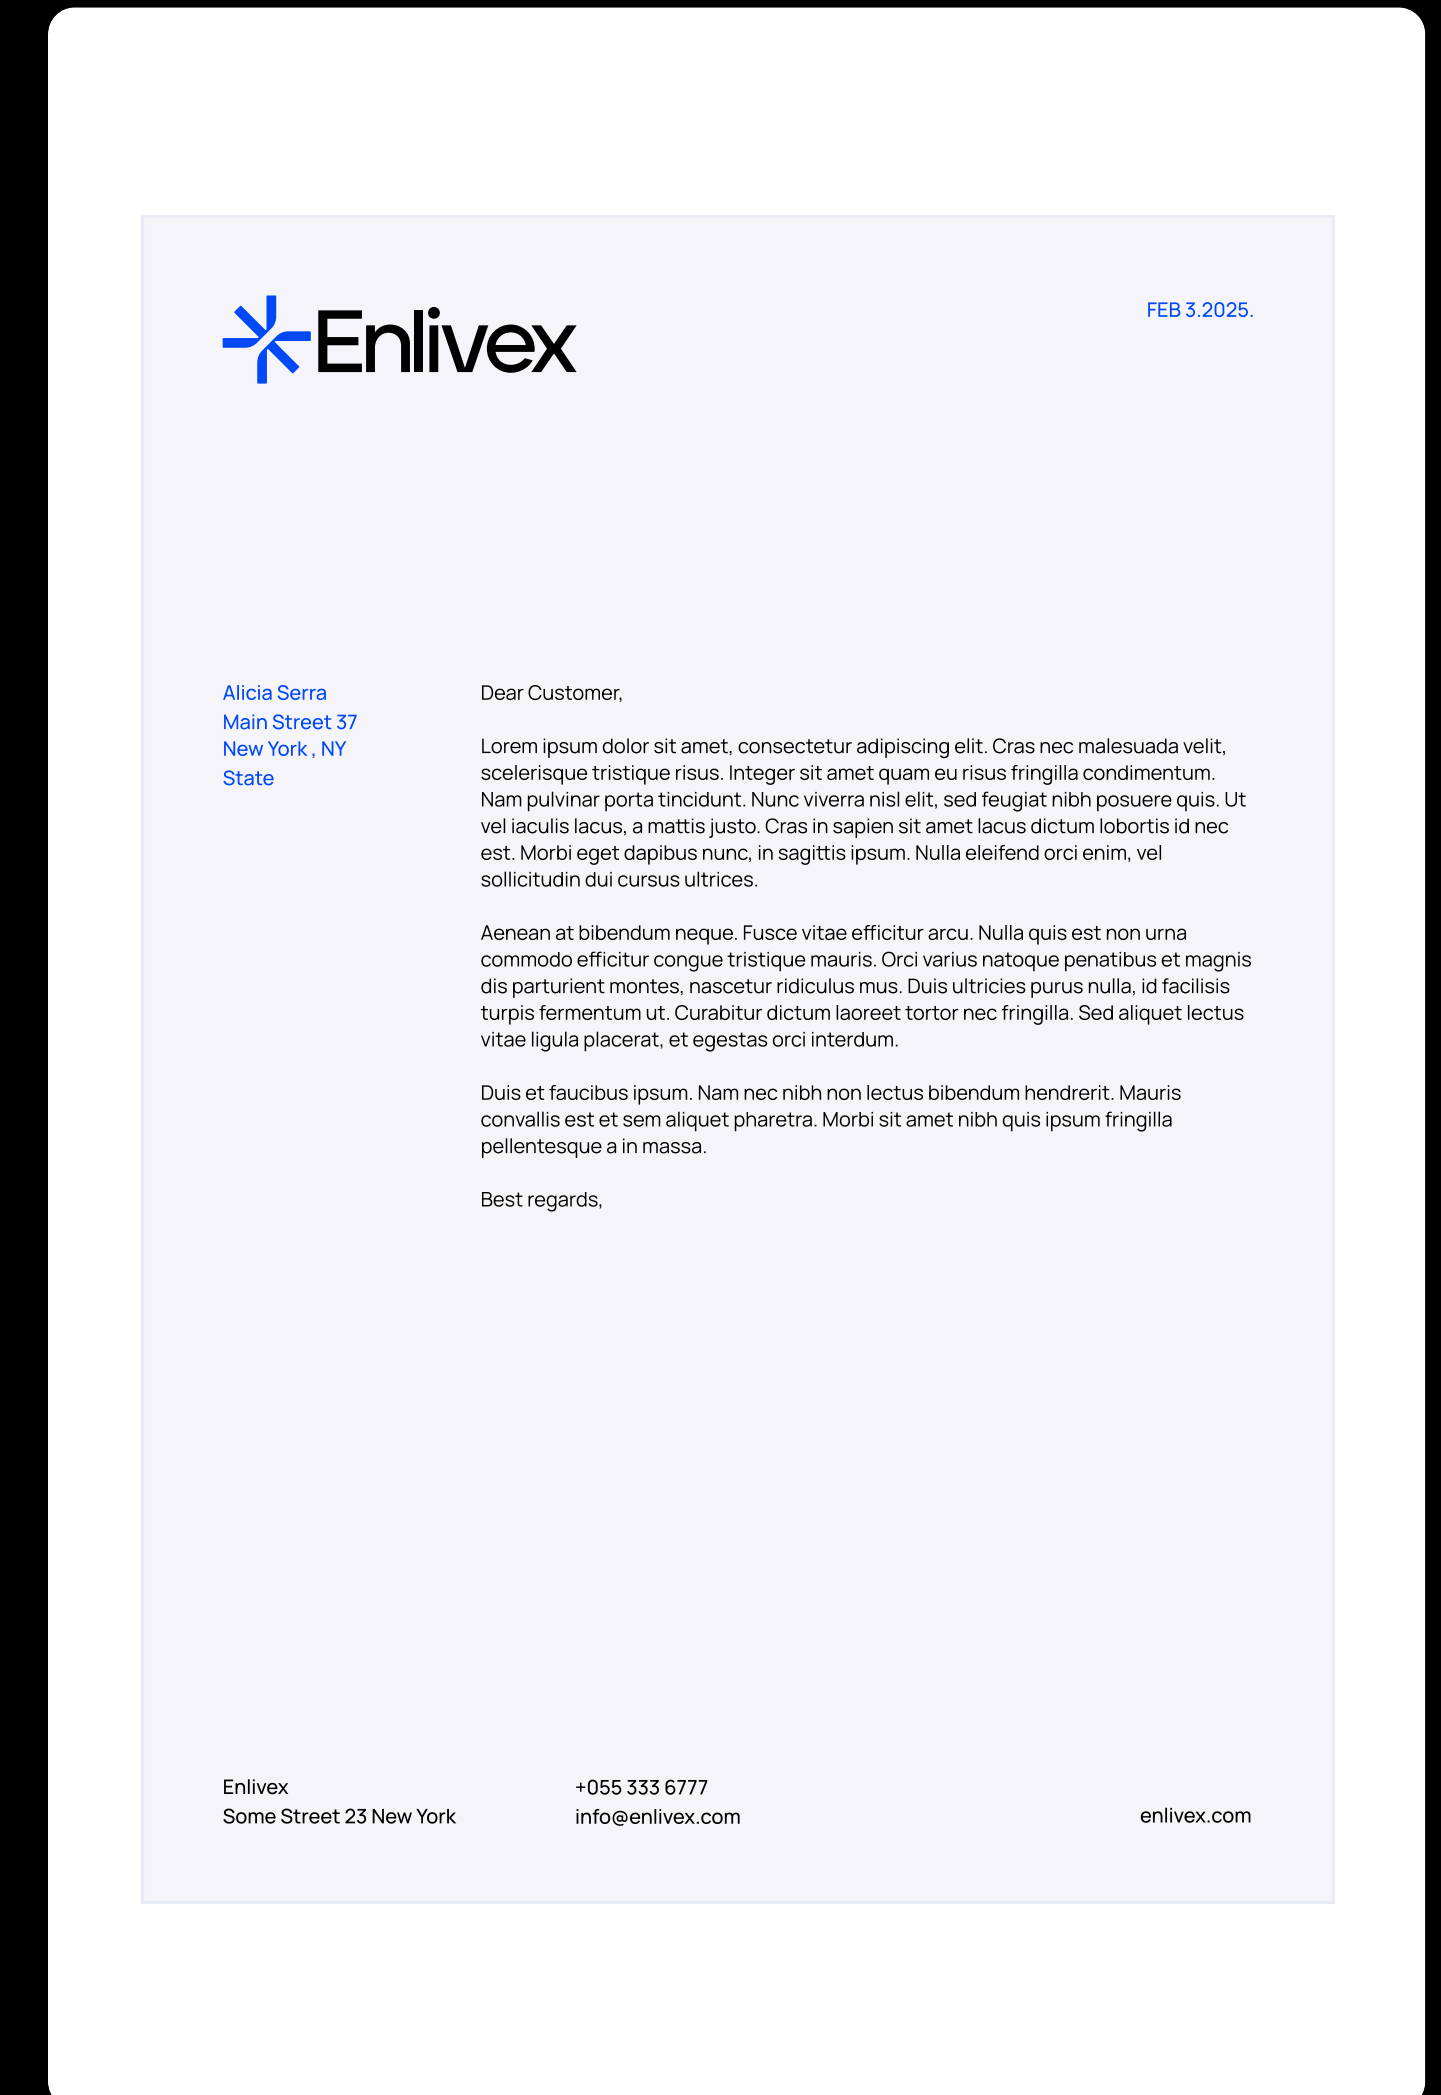 Enlivex
FEB 3.2025.
Alicia Serra
Main Street 37
New York , NY
State
Dear Customer,
Lorem ipsum dolor sit amet, consectetur adipiscing elit. Cras nec malesuada velit,
scelerisque tristique risus. Integer sit amet quam eu risus fringilla condimentum.
Nam pulvinar porta tincidunt. Nunc viverra nisl elit, sed feugiat nibh posuere quis. Ut
vel iaculis lacus, a mattis justo. Cras in sapien sit amet lacus dictum lobortis id nec
est. Morbi eget dapibus nunc, in sagittis ipsum. Nulla eleifend orci enim, vel
sollicitudin dui cursus ultrices.
Aenean at bibendum neque. Fusce vitae efficitur arcu. Nulla quis est non urna
commodo efficitur congue tristique mauris. Orci varius natoque penatibus et magnis
dis parturient montes, nascetur ridiculus mus. Duis ultricies purus nulla, id facilisis
turpis fermentum ut. Curabitur dictum laoreet tortor nec fringilla. Sed aliquet lectus
vitae ligula placerat, et egestas orci interdum.
Duis et faucibus ipsum. Nam nec nibh non lectus bibendum hendrerit. Mauris
convallis est et sem aliquet pharetra. Morbi sit amet nibh quis ipsum fringilla
pellentesque a in massa.
Best regards,
Enlivex
Some Street 23 New York
+055 333 6777
info@enlivex.com
enlivex.com